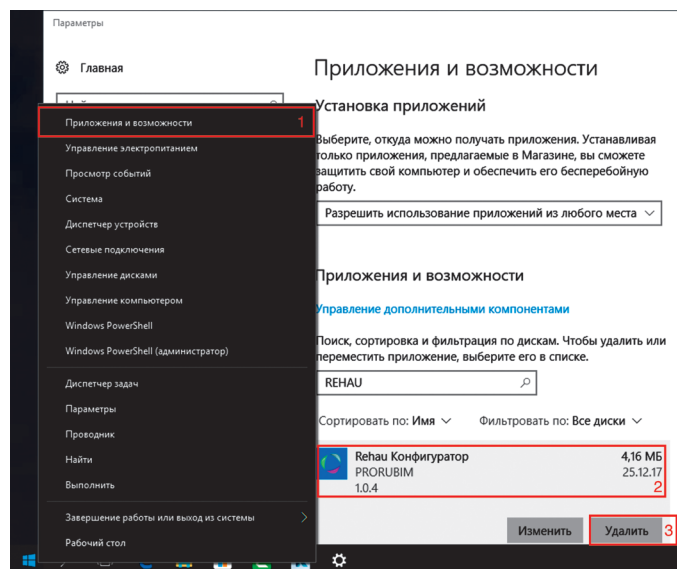 Параметры
Главная
Приложения и возможности
Установка приложений
Выберите, откуда можно получать приложения. Устанавливая
только приложения, предлагаемые в Магазине, вы сможете
защитить свой компьютер и обеспечить его бесперебойную
работу.
Разрешить использование приложений из любого места
Приложения и возможности
Управление дополнительными компонентами
Поиск, сортировка и фильтрация по дискам. Чтобы удалить или
переместить приложение, выберите его в списке.
REHAU
Сортировать по: Имя Фильтровать по: Все диски
Rehau Конфигуратор 4,16 МБ
PRORUBIM 25.12.17
1.0.4 2
Изменить Удалить 3
Приложения и возможности 1
Управление электропитанием
Просмотр событий
Система
Диспетчер устройств
Сетевые подключения
Управление дисками
Управление компьютером
Windows PowerShell
Windows PowerShell (администратор)
Диспетчер задач
Параметры
Проводник
Найти
Выполнить
Завершение работы или выход из системы
Рабочий стол